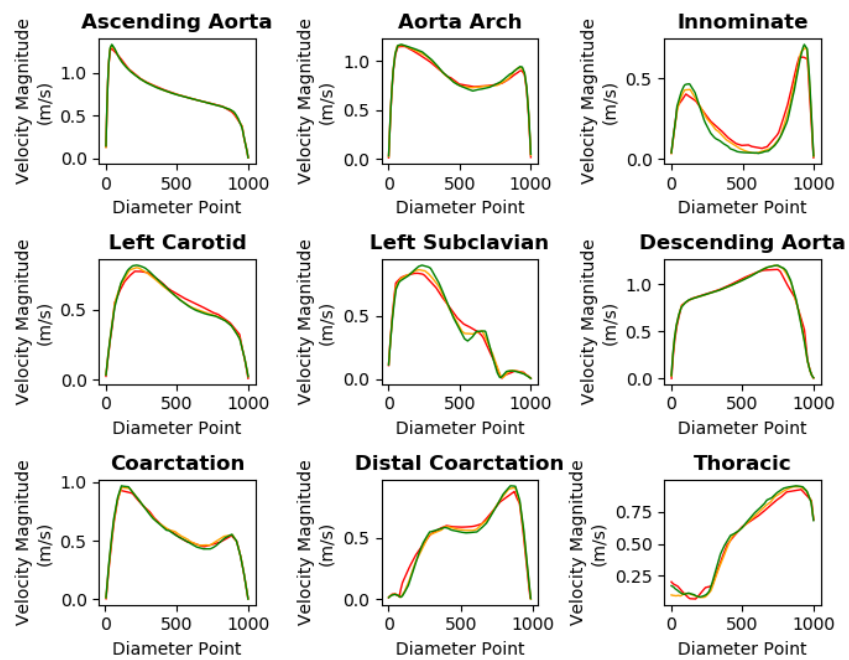 Ascending Aorta
Velocity Magnitude
(m/s)
1.0
0.5
0.0
0
500
1000
Diameter Point
Aorta Arch
Velocity Magnitude
(m/s)
1.0
0.5
0.0
0
500
1000
Diameter Point
Innominate
Velocity Magnitude
(m/s)
0.5
0.0
0
500
1000
Diameter Point
Left Carotid
Velocity Magnitude
(m/s)
0.5
0.0
0
500
1000
Diameter Point
Left Subclavian
Velocity Magnitude
(m/s)
0.5
0.0
0
500
1000
Diameter Point
Descending Aorta
Velocity Magnitude
(m/s)
1.0
0.5
0.0
0
500
1000
Diameter Point
Coarctation
Velocity Magnitude
(m/s)
1.0
0.5
0.0
0
500
1000
Diameter Point
Distal Coarctation
Velocity Magnitude
(m/s)
0.5
0.0
0
500
1000
Diameter Point
Thoracic
Velocity Magnitude
(m/s)
0.75
0.50
0.25
0
500
1000
Diameter Point